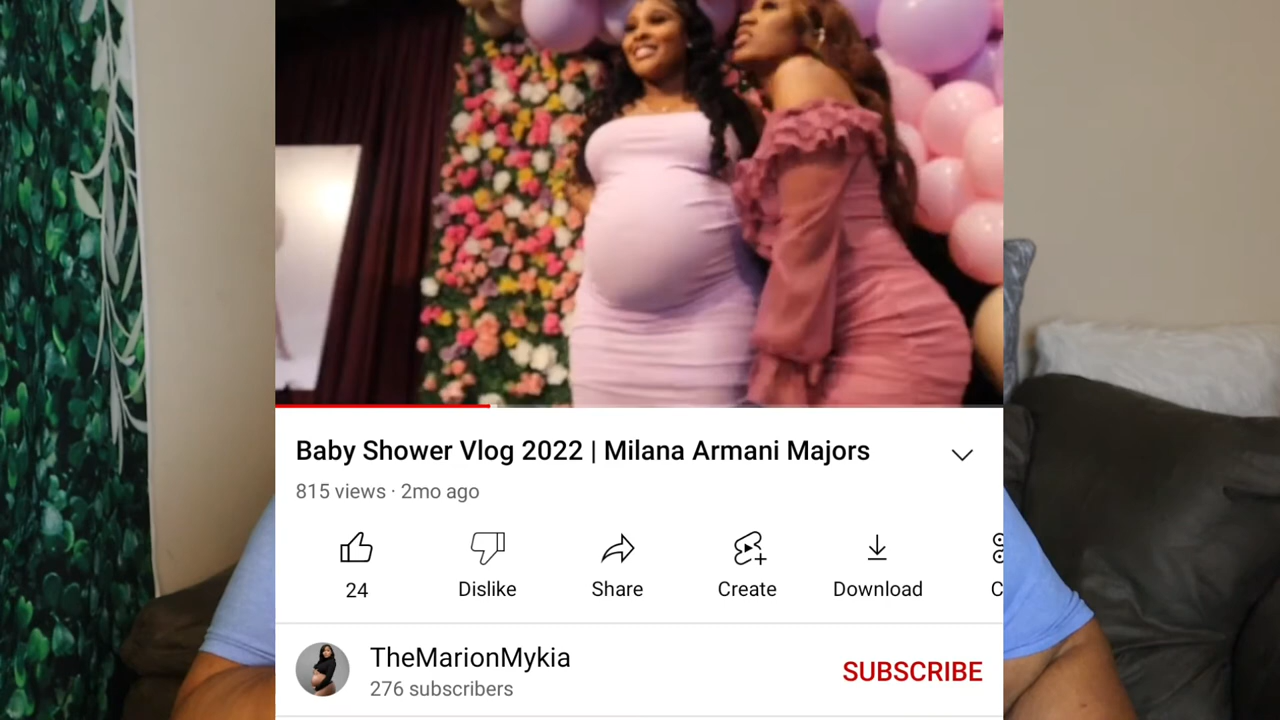 Baby Shower Vlog 2022 | Milana Armani Majors
815 views · 2mo ago
24 Dislike Share Create Download C
TheMarionMykia SUBSCRIBE
276 subscribers